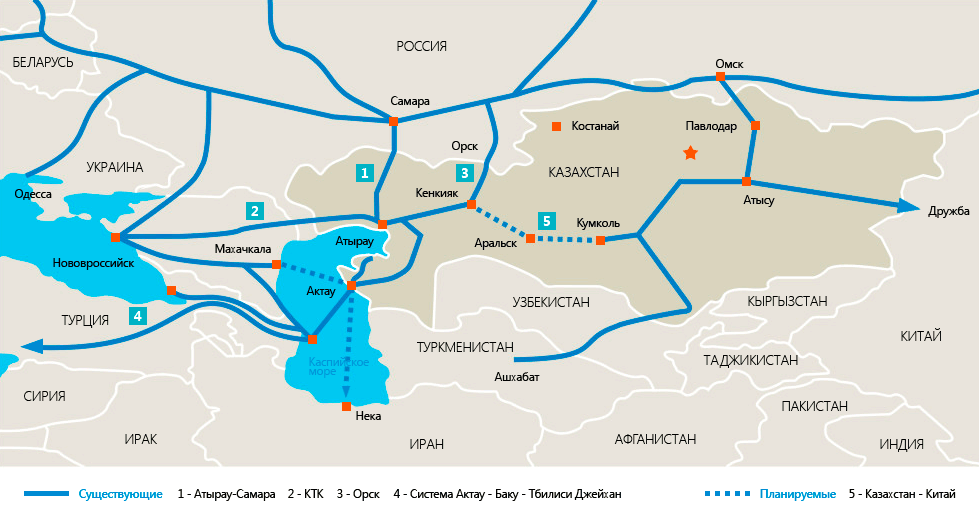 РОССИЯ
Омск
БЕЛАРУСЬ
Самара
Костанай
Павлодар
Орск
УКРАИНА
1
3
КАЗАХСТАН
Одесса
Кенкияк
Атысу
2
5
Дружба
Кумколь
Махачкала
Атырау
Аральск
Нововроссийск
Актау
УЗБЕКИСТАН
КЫРГЫЗСТАН
4
ТУРЦИЯ
КИТАЙ
ТУРКМЕНИСТАН
ТАДЖИКИСТАН
Каспийское
море
Ашхабат
СИРИЯ
ПАКИСТАН
Нека
ИРАК
ИРАН
АФГАНИСТАН
ИНДИЯ
Существующие 1 - Атырау-Самара 2 - КТК 3 - Орск 4 - Система Актау - Баку - Тбилиси Джейхан Планируемые 5 - Казахстан - Китай